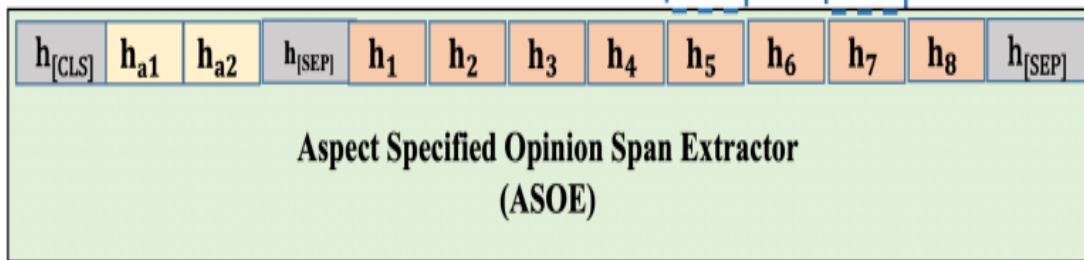 h[CLS] ha1 ha2 h[SEP] h1 h2 h3 h4 h5 h6 h7 h8 h[SEP]
Aspect Specified Opinion Span Extractor
(ASOE)